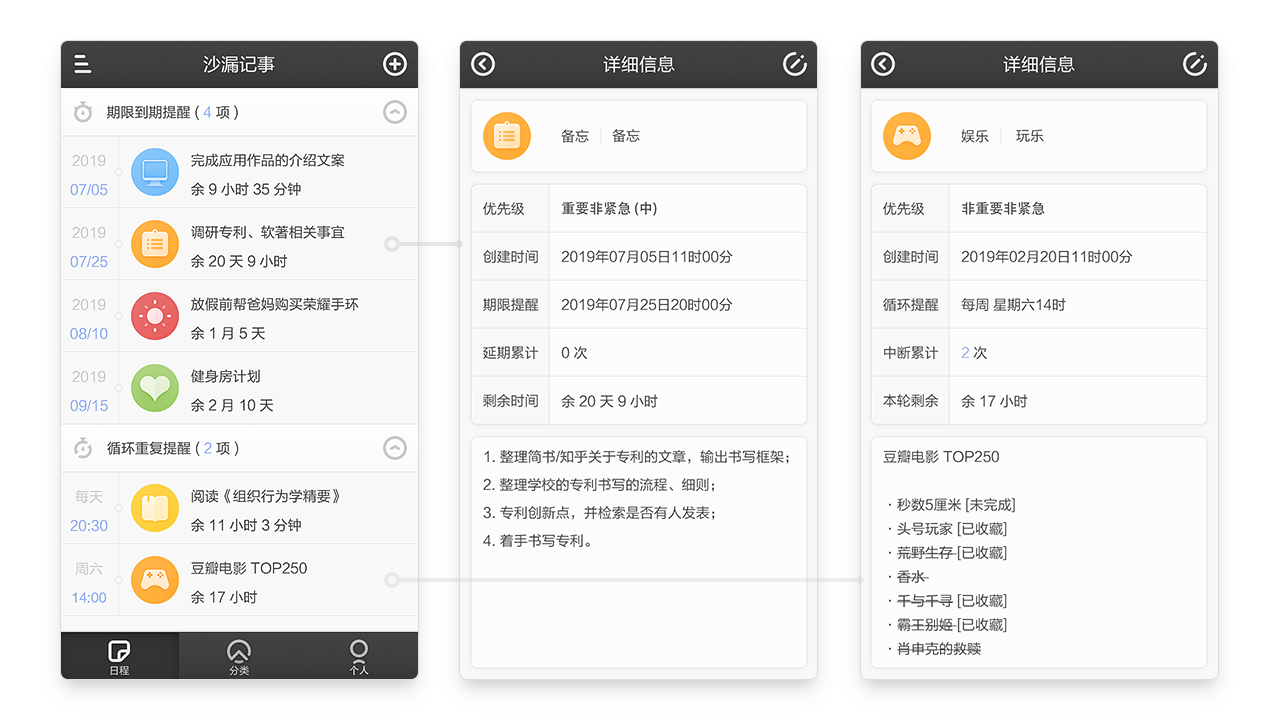 沙漏记事
期限到期提醒 ( 4 项 )
2019
07/05
完成应用作品的介绍文案
余 9 小时 35 分钟
2019
07/25
调研专利、软著相关事宜
余 20 天 9 小时
2019
08/10
放假前帮爸妈购买荣耀手环
余 1 月 5 天
2019
09/15
健身房计划
余 2 月 10 天
循环重复提醒 ( 2 项 )
每天
20:30
阅读《组织行为学精要》
余 11 小时 3 分钟
周六
14:00
豆瓣电影 TOP250
余 17 小时
日程 分类 个人
详细信息
备忘 备忘
优先级 重要非紧急 (中)
创建时间 2019年07月05日11时00分
期限提醒 2019年07月25日20时00分
延期累计 0 次
剩余时间 余 20 天 9 小时
1. 整理简书/知乎关于专利的文章，输出书写框架；
2. 整理学校的专利书写的流程、细则；
3. 专利创新点，并检索是否有人发表；
4. 着手书写专利。
详细信息
娱乐 玩乐
优先级 非重要非紧急
创建时间 2019年02月20日11时00分
循环提醒 每周 星期六14时
中断累计 2 次
本轮剩余 余 17 小时
豆瓣电影 TOP250
· 秒数5厘米 [未完成]
· 头号玩家 [已收藏]
· 荒野生存 [已收藏]
· 香水
· 千与千寻 [已收藏]
· 霸王别姬 [已收藏]
· 肖申克的救赎